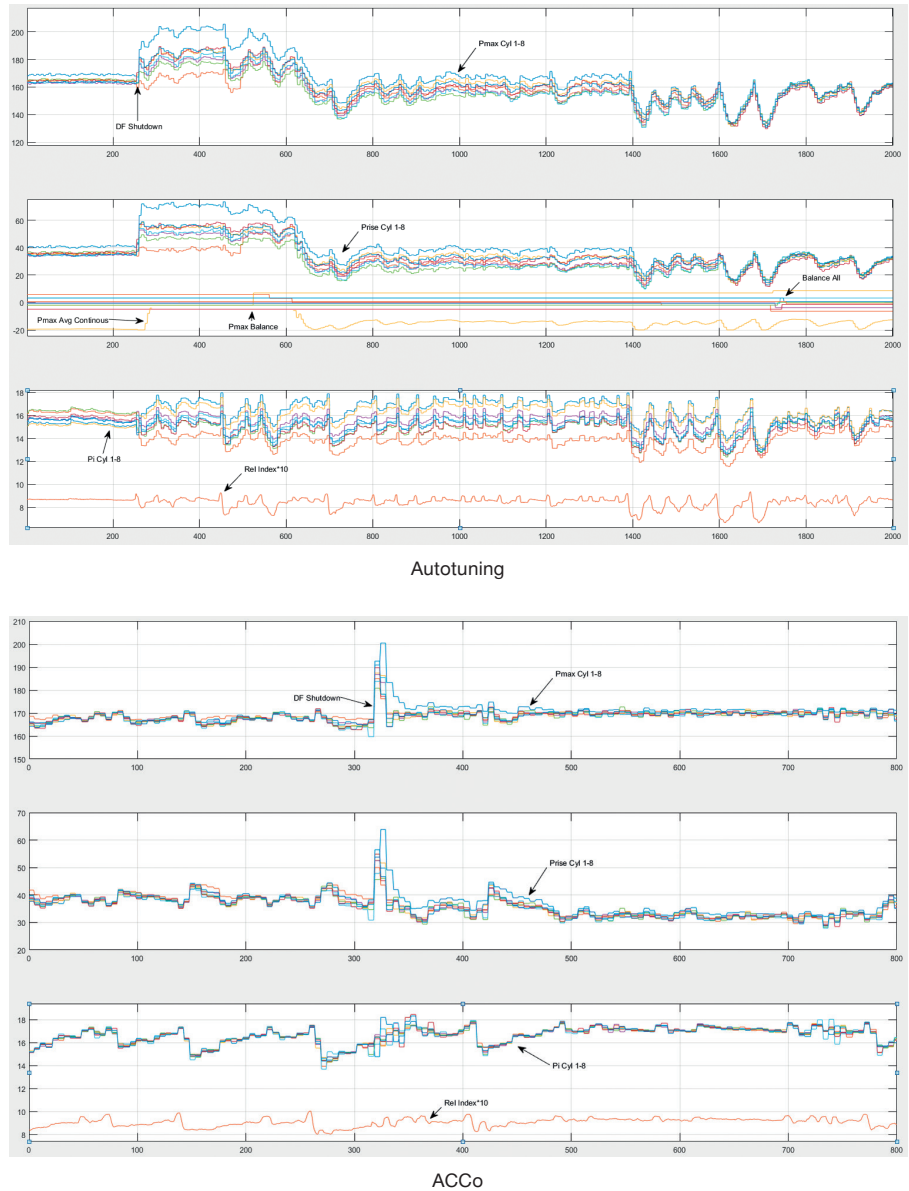 200
180
160
140
120
Pmax Cyl 1-8
DF Shutdown
200 400 600 800 1000 1200 1400 1600 1800 2000
60
40
20
0
-20
Prise Cyl 1-8
Balance All
Pmax Avg Continous
Pmax Balance
200 400 600 800 1000 1200 1400 1600 1800 2000
18
16
14
12
10
8
Pi Cyl 1-8
Rel Index*10
200 400 600 800 1000 1200 1400 1600 1800 2000
Autotuning
210
200
190
180
170
160
150
Pmax Cyl 1-8
DF Shutdown
0 100 200 300 400 500 600 700 800
70
60
50
40
30
20
Prise Cyl 1-8
0 100 200 300 400 500 600 700 800
18
16
14
12
10
8
Pi Cyl 1-8
Rel Index*10
0 100 200 300 400 500 600 700 800
ACCo